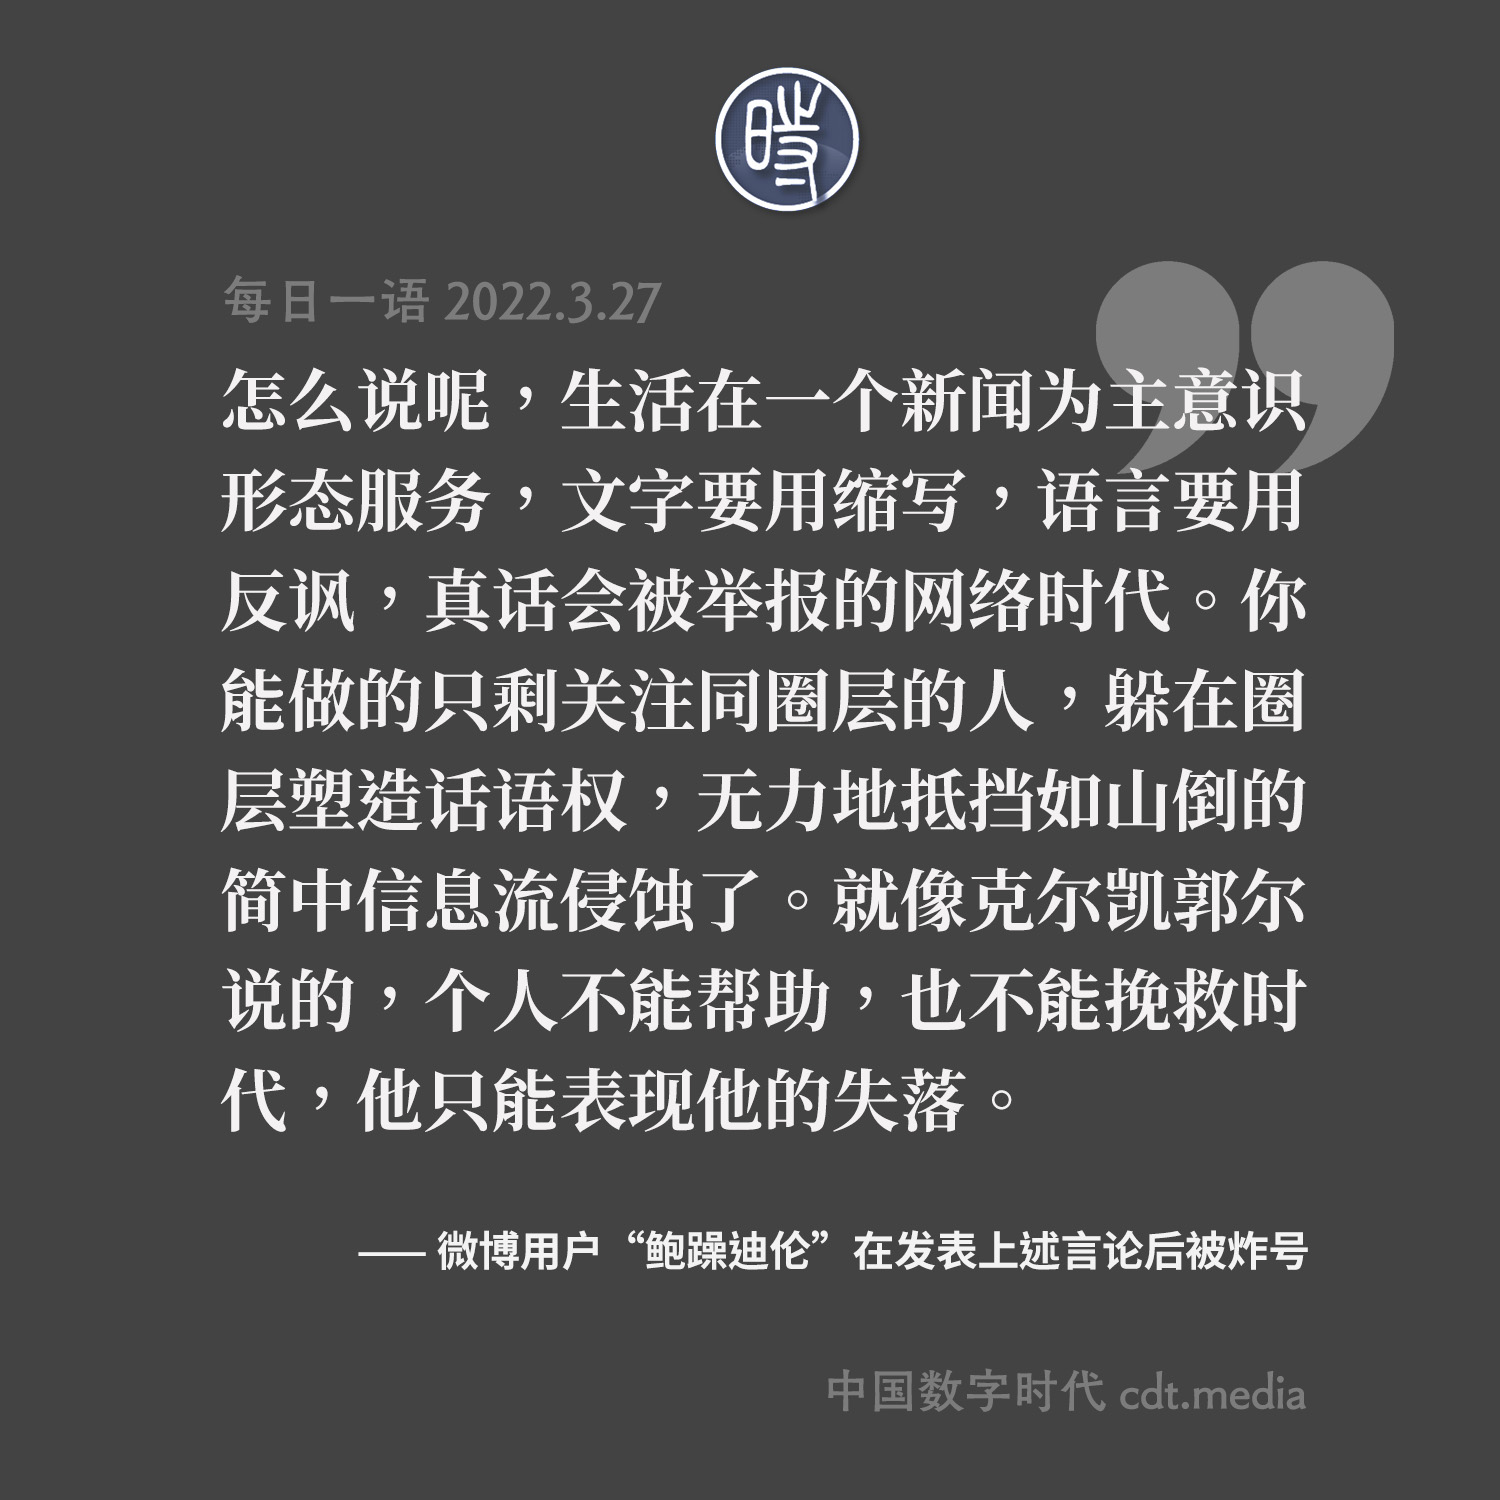 時
每日一语 2022.3.27
怎么说呢，生活在一个新闻为主意识
形态服务，文字要用缩写，语言要用
反讽，真话会被举报的网络时代。你
能做的只剩关注同圈层的人，躲在圈
层塑造话语权，无力地抵挡如山倒的
简中信息流侵蚀了。就像克尔凯郭尔
说的，个人不能帮助，也不能挽救时
代，他只能表现他的失落。
—— 微博用户“鲍躁迪伦”在发表上述言论后被炸号
中国数字时代 cdt.media